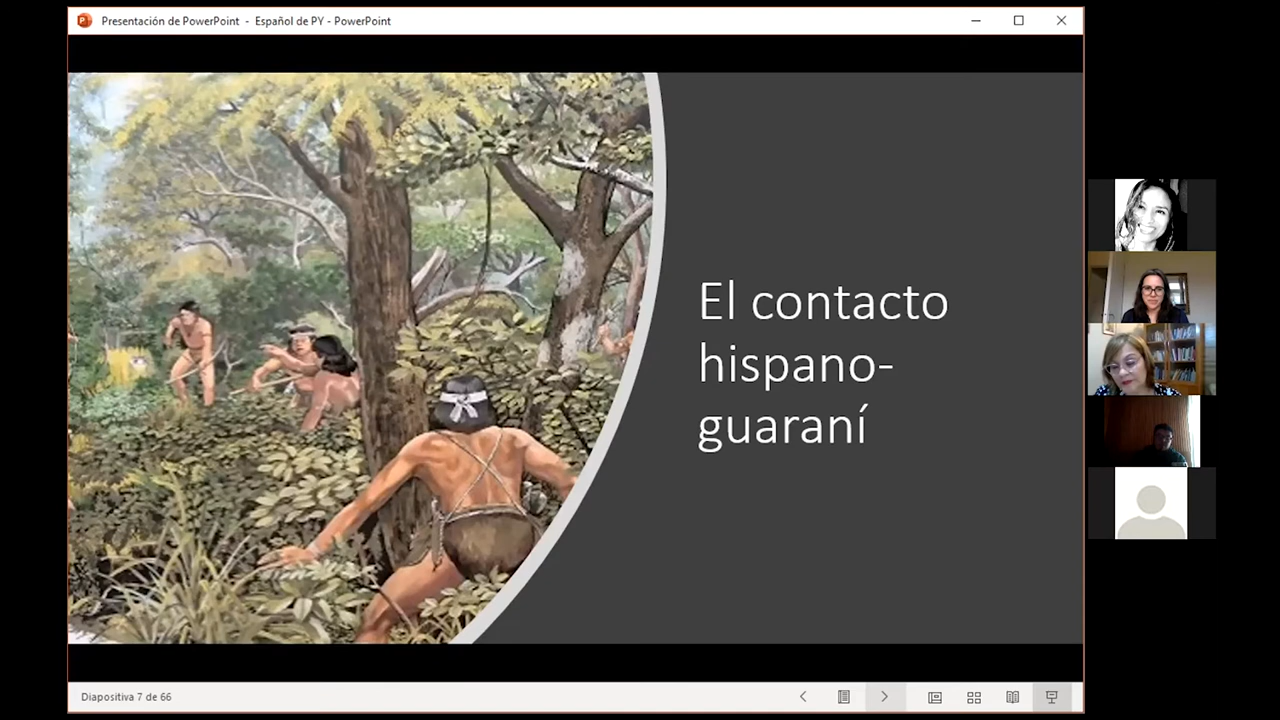 Presentación de PowerPoint - Español de PY - PowerPoint
El contacto
hispano-
guaraní
Diapositiva 7 de 66